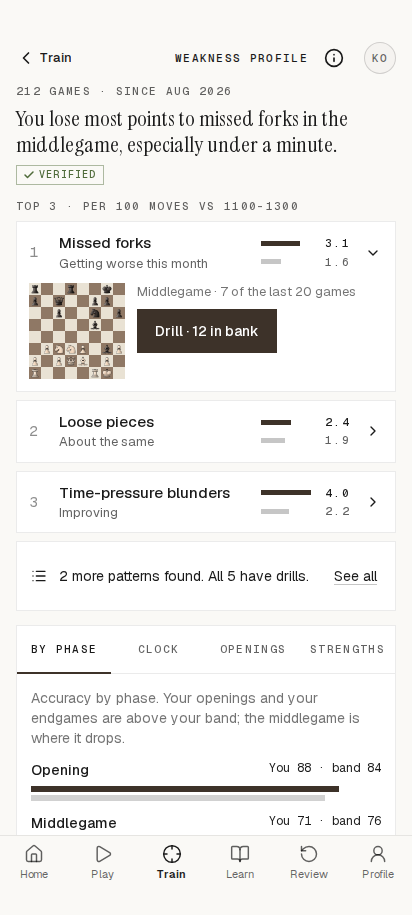 Train
WEAKNESS PROFILE
KO
212 GAMES · SINCE AUG 2026
You lose most points to missed forks in the
middlegame, especially under a minute.
VERIFIED
TOP 3 · PER 100 MOVES VS 1100-1300
1
Missed forks
3.1
Getting worse this month
1.6
Middlegame · 7 of the last 20 games
Drill · 12 in bank
2
Loose pieces
2.4
About the same
1.9
3
Time-pressure blunders
4.0
Improving
2.2
2 more patterns found. All 5 have drills.
See all
BY PHASE
CLOCK
OPENINGS
STRENGTHS
Accuracy by phase. Your openings and your
endgames are above your band; the middlegame is
where it drops.
Opening
You 88 · band 84
Middlegame
You 71 · band 76
Home
Play
Train
Learn
Review
Profile